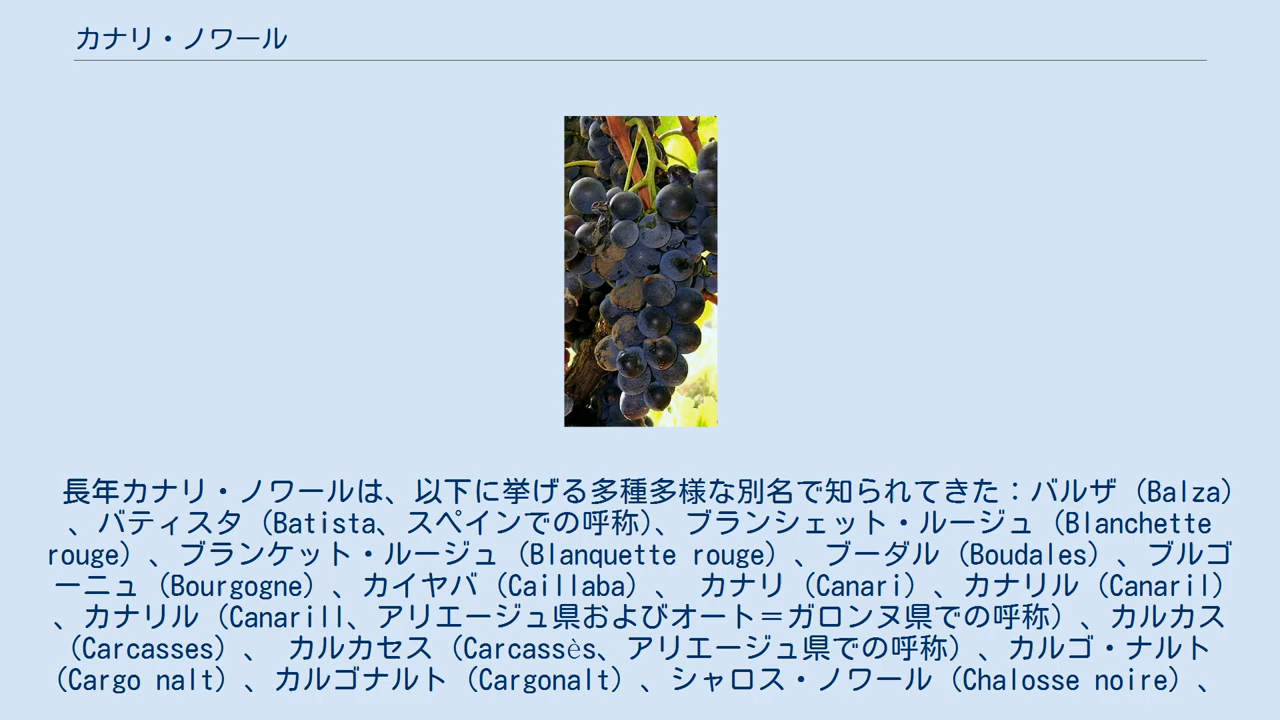 カナリ・ノワール
長年カナリ・ノワールは、以下に挙げる多種多様な別名で知られてきた：バルザ（Balza）
、バティスタ（Batista、スペインでの呼称)、ブランシェット・ルージュ（Blanchette
rouge）、ブランケット・ルージュ（Blanquette rouge）、ブーダル（Boudales）、ブルゴ
ーニュ（Bourgogne）、カイヤバ（Caillaba）、 カナリ（Canari）、カナリル（Canaril）
、カナリル（Canarill、アリエージュ県およびオート＝ガロンヌ県での呼称）、カルカス
（Carcasses）、 カルカセス（Carcassès、アリエージュ県での呼称）、カルゴ・ナルト
（Cargo nalt）、カルゴナルト（Cargonalt）、シャロス・ノワール（Chalosse noire）、